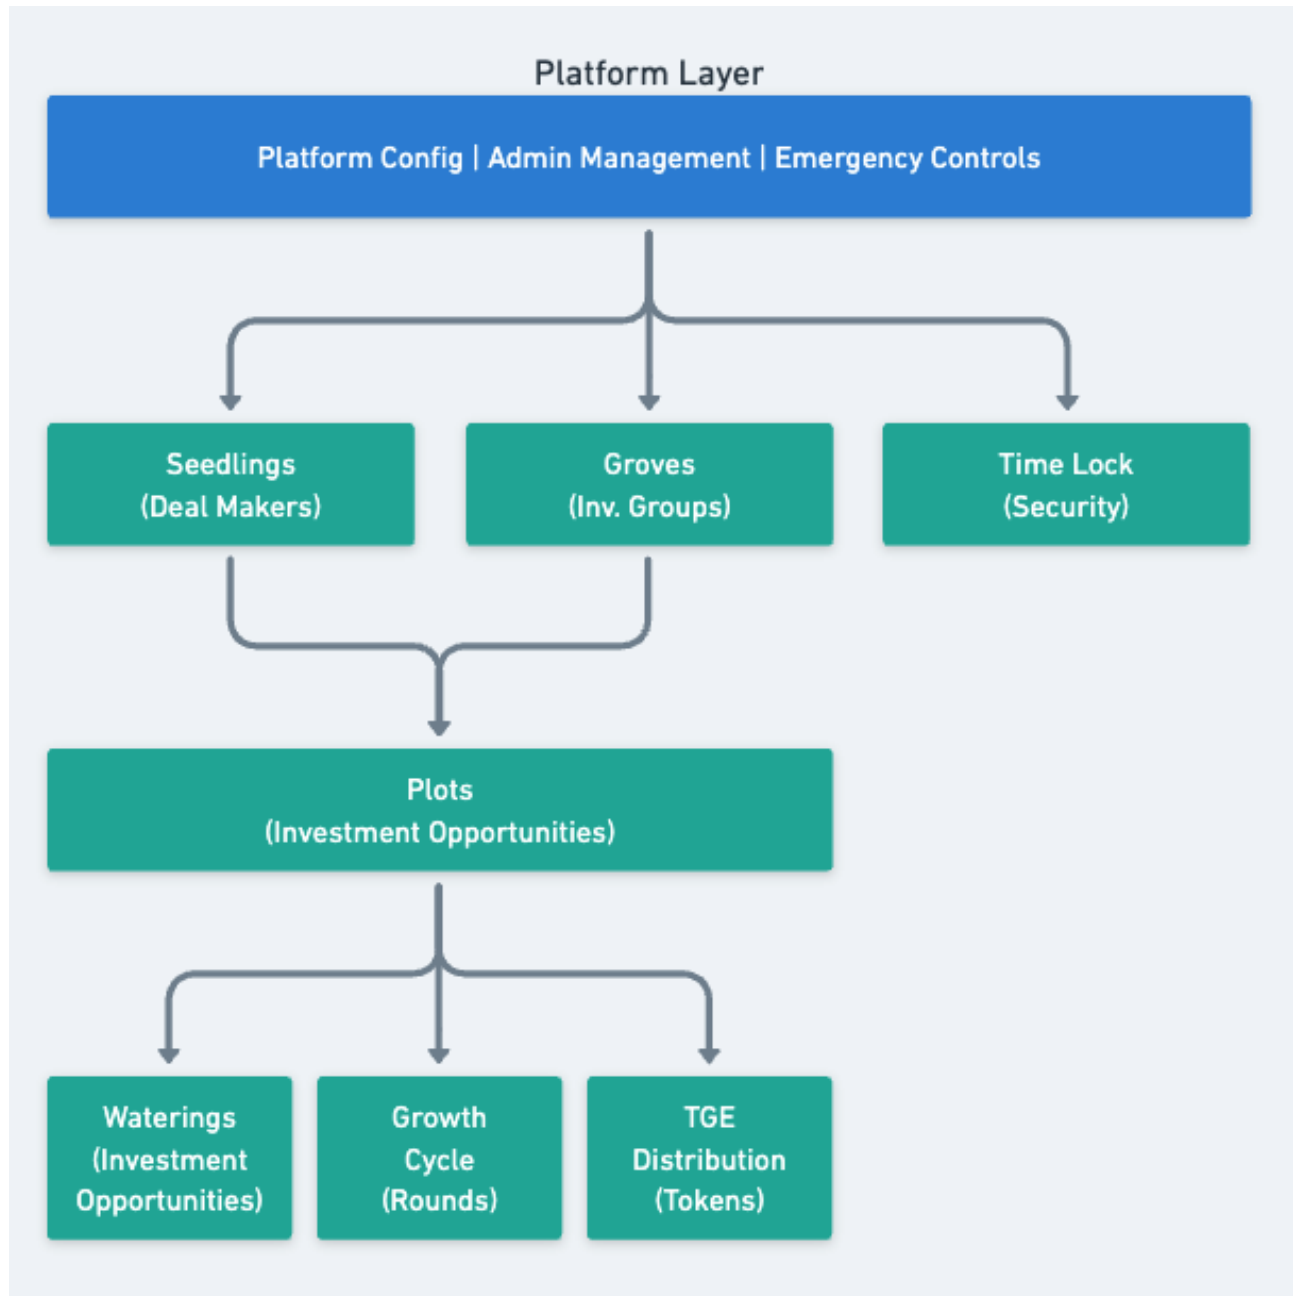 Platform Layer
Platform Config | Admin Management | Emergency Controls
Seedlings
(Deal Makers)
Groves
(Inv. Groups)
Time Lock
(Security)
Plots
(Investment Opportunities)
Waterings
(Investment
Opportunities)
Growth
Cycle
(Rounds)
TGE
Distribution
(Tokens)